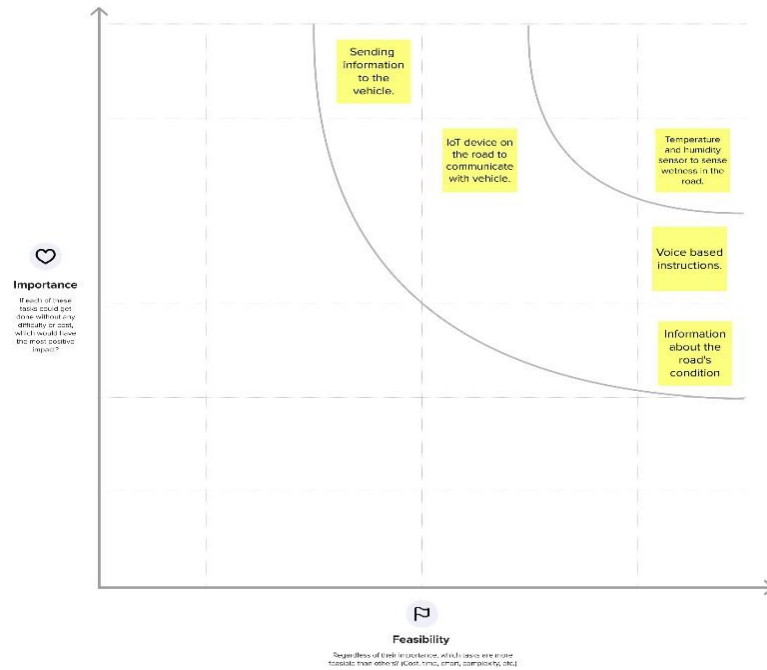 Sending
information
to the
vehicle.
IoT device on
the road to
communicate
with vehicle.
Temperature
and humidity
sensor to sense
wetness in the
road.
Voice based
instructions.
Information
about the
road's
condition
Importance
If each of these
tasks could get
done without any
difficulty or cost,
which would have
the most positive
impact?
Feasibility
Regardless of their importance, which tasks are more
feasible than others? (Cost, time, effort, complexity, etc.)